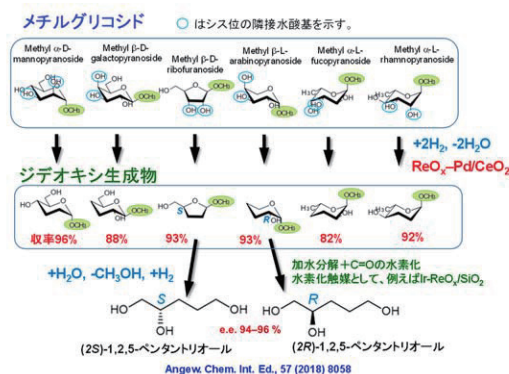 メチルグリコシド
○はシス位の隣接水酸基を示す。
Methyl α-D-
mannopyranoside
Methyl β-D-
galactopyranoside
Methyl β-D-
ribofuranoside
Methyl β-L-
arabinopyranoside
Methyl α-L-
fucopyranoside
Methyl α-L-
rhamnopyranoside
+2H₂, -2H₂O
ReOₓ–Pd/CeO₂
ジデオキシ生成物
収率96%
88%
93%
93%
82%
92%
+H₂O, -CH₃OH, +H₂
加水分解+C=Oの水素化
水素化触媒として、例えばIr-ReOₓ/SiO₂
HO
S
OH
OH
e.e. 94–96 %
HO
R
OH
OH
(2S)-1,2,5-ペンタントリオール
(2R)-1,2,5-ペンタントリオール
Angew. Chem. Int. Ed., 57 (2018) 8058